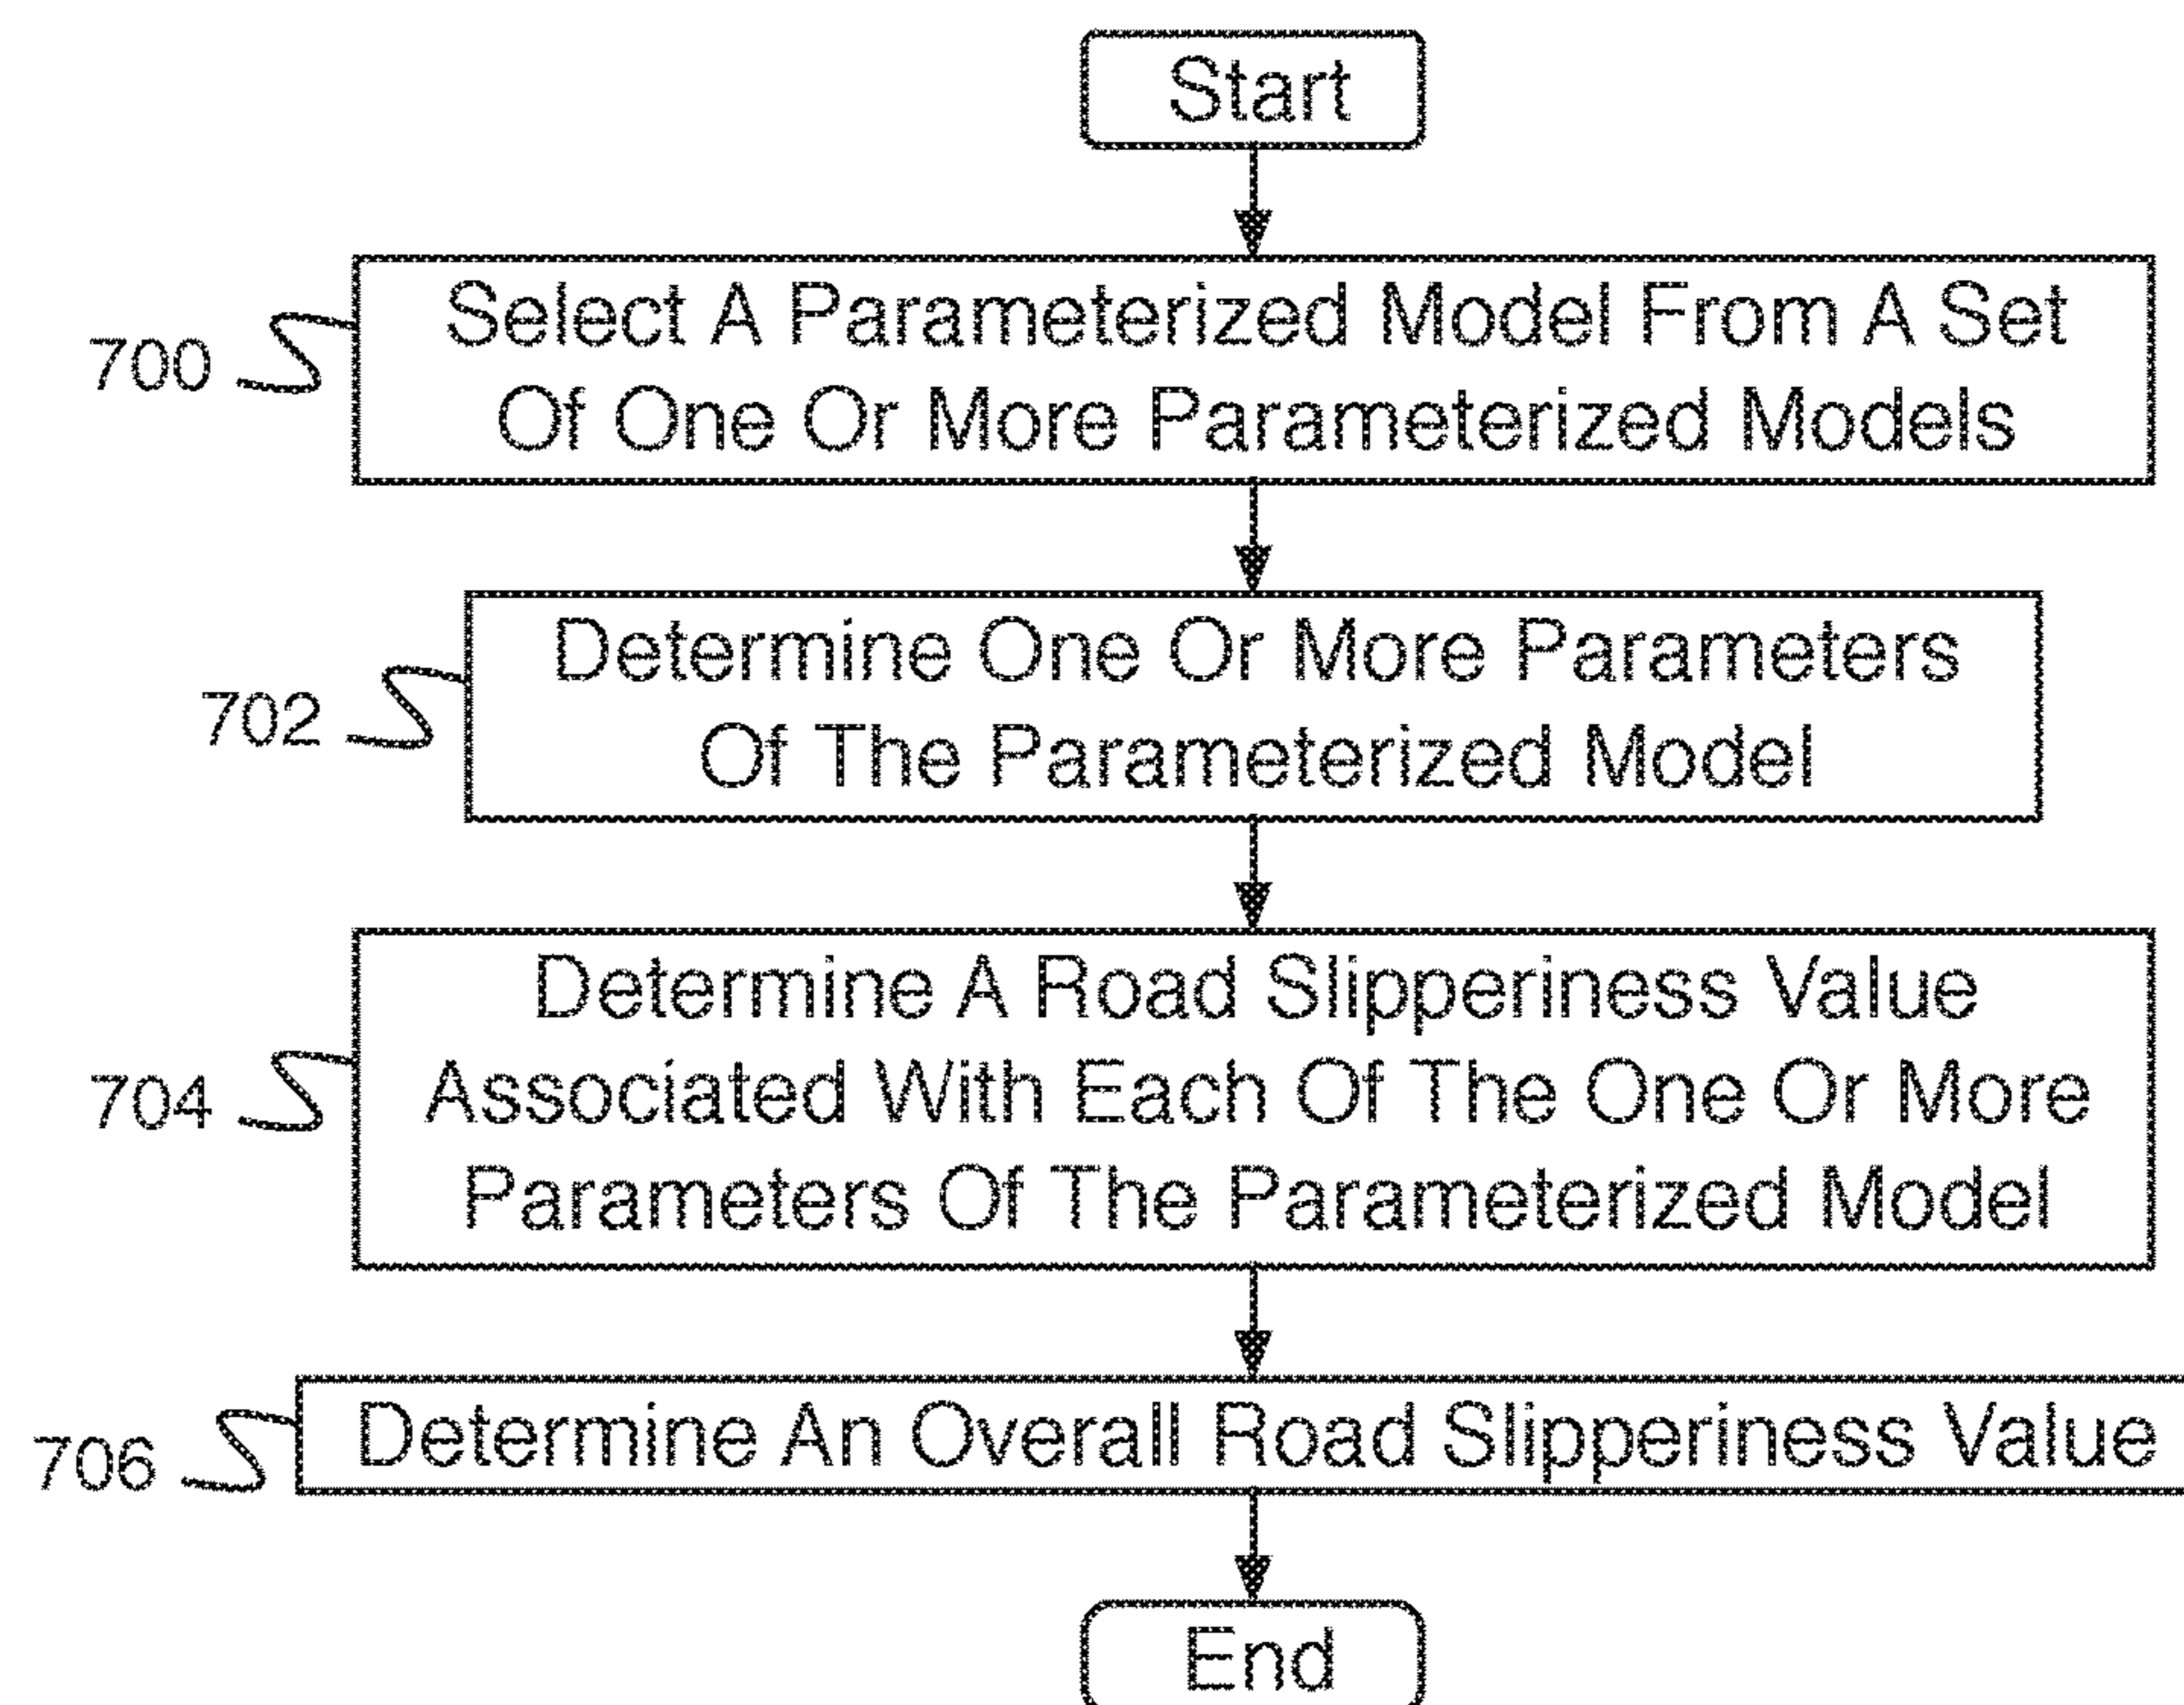 Start
700
Select A Parameterized Model From A Set
Of One Or More Parameterized Models
702
Determine One Or More Parameters
Of The Parameterized Model
704
Determine A Road Slipperiness Value
Associated With Each Of The One Or More
Parameters Of The Parameterized Model
706
Determine An Overall Road Slipperiness Value
End